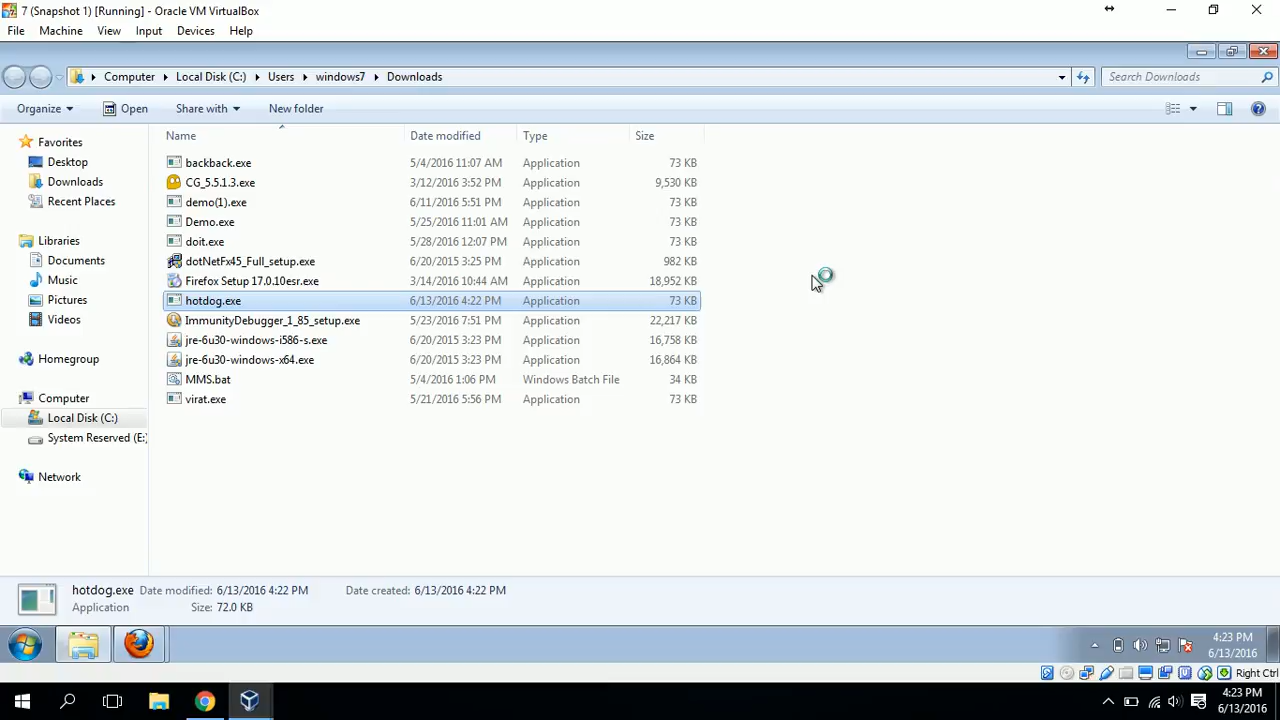 7 (Snapshot 1) [Running] - Oracle VM VirtualBox
File Machine View Input Devices Help
Computer Local Disk (C:) Users windows7 Downloads Search Downloads
Organize Open Share with New folder
Name Date modified Type Size
Favorites
Desktop
Downloads
Recent Places
Libraries
Documents
Music
Pictures
Videos
Homegroup
Computer
Local Disk (C:)
System Reserved (E:)
Network
backback.exe 5/4/2016 11:07 AM Application 73 KB
CG_5.5.1.3.exe 3/12/2016 3:52 PM Application 9,530 KB
demo(1).exe 6/11/2016 5:51 PM Application 73 KB
Demo.exe 5/25/2016 11:01 AM Application 73 KB
doit.exe 5/28/2016 12:07 PM Application 73 KB
dotNetFx45_Full_setup.exe 6/20/2015 3:25 PM Application 982 KB
Firefox Setup 17.0.10esr.exe 3/14/2016 10:44 AM Application 18,952 KB
hotdog.exe 6/13/2016 4:22 PM Application 73 KB
ImmunityDebugger_1_85_setup.exe 5/23/2016 7:51 PM Application 22,217 KB
jre-6u30-windows-i586-s.exe 6/20/2015 3:23 PM Application 16,758 KB
jre-6u30-windows-x64.exe 6/20/2015 3:23 PM Application 16,864 KB
MMS.bat 5/4/2016 1:06 PM Windows Batch File 34 KB
virat.exe 5/21/2016 5:56 PM Application 73 KB
hotdog.exe Date modified: 6/13/2016 4:22 PM Date created: 6/13/2016 4:22 PM
Application Size: 72.0 KB
4:23 PM
6/13/2016
Right Ctrl
4:23 PM
6/13/2016